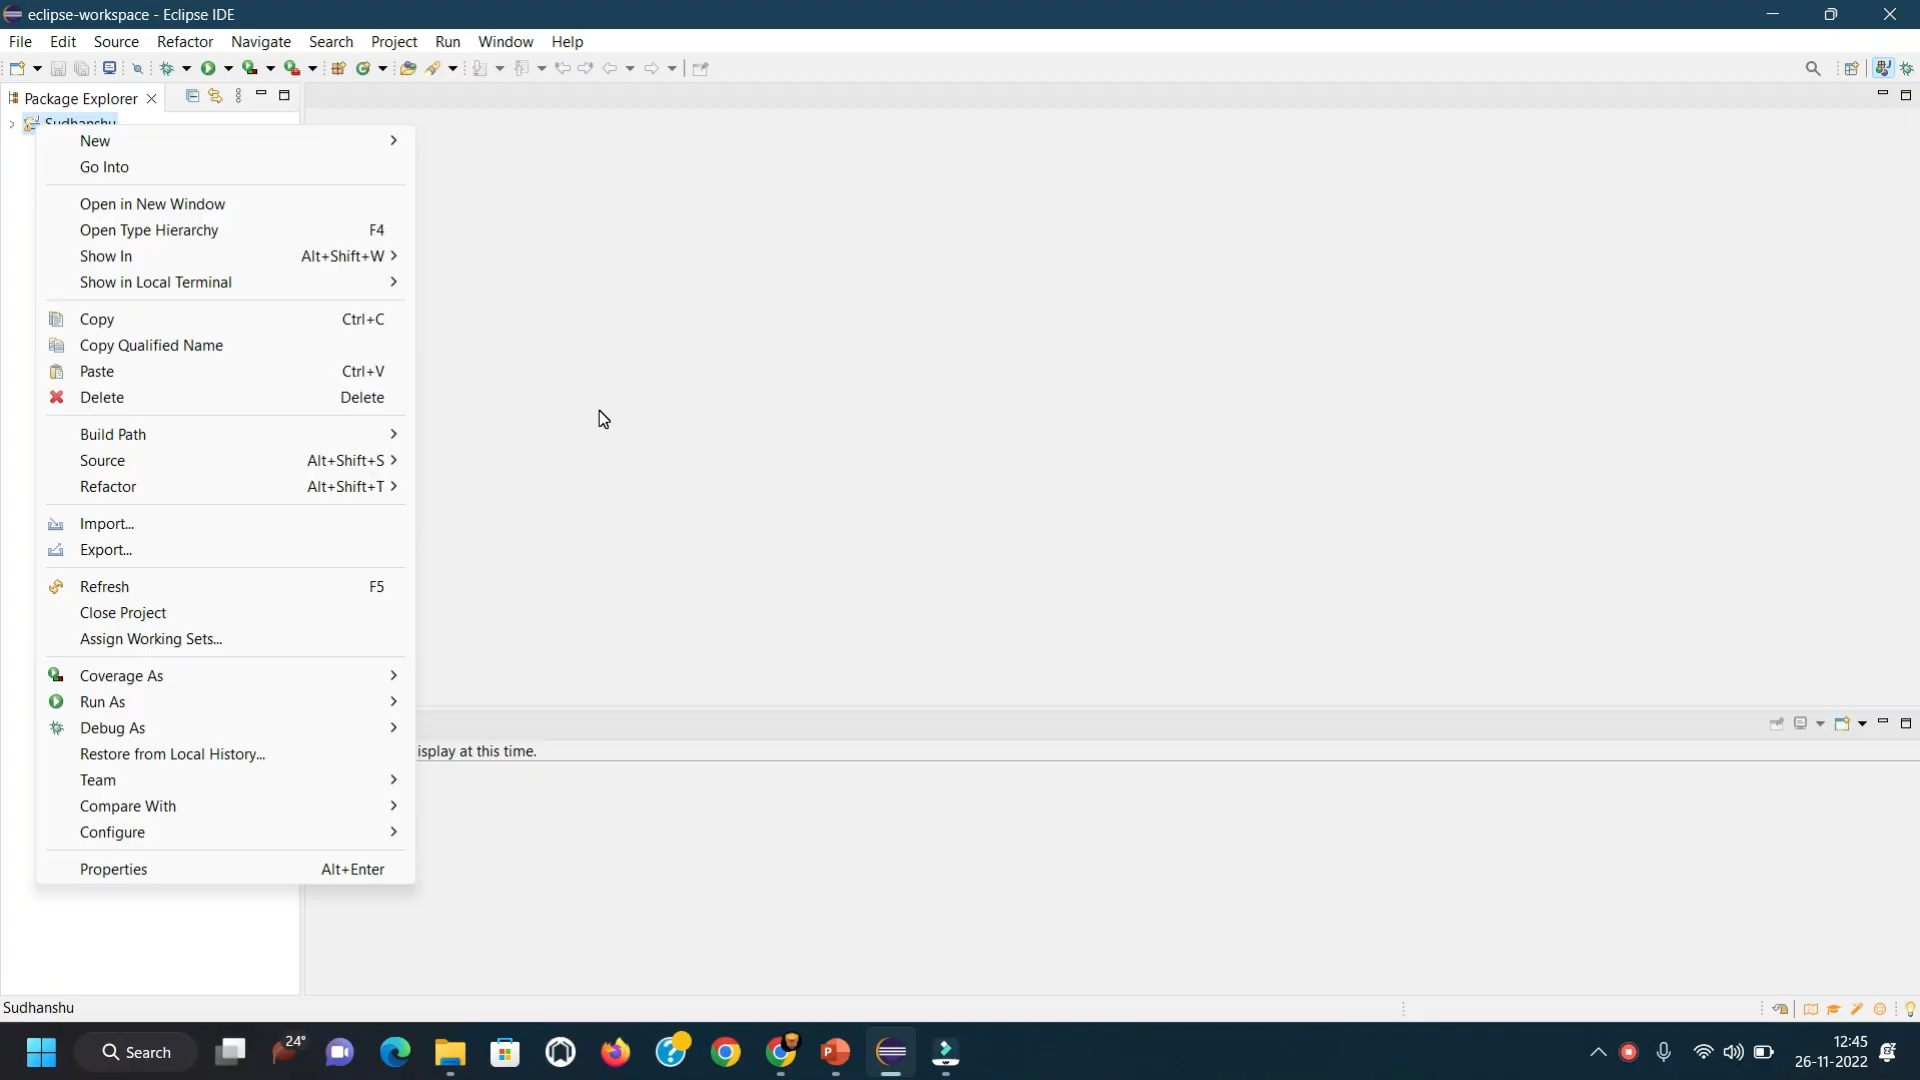 eclipse-workspace - Eclipse IDE
File Edit Source Refactor Navigate Search Project Run Window Help
Package Explorer
Sudhanshu
New
Go Into
Open in New Window
Open Type Hierarchy F4
Show In Alt+Shift+W
Show in Local Terminal
Copy Ctrl+C
Copy Qualified Name
Paste Ctrl+V
Delete Delete
Build Path
Source Alt+Shift+S
Refactor Alt+Shift+T
Import...
Export...
Refresh F5
Close Project
Assign Working Sets...
Coverage As
Run As
Debug As
isplay at this time.
Restore from Local History...
Team
Compare With
Configure
Properties Alt+Enter
Sudhanshu
Search
24°
12:45
26-11-2022